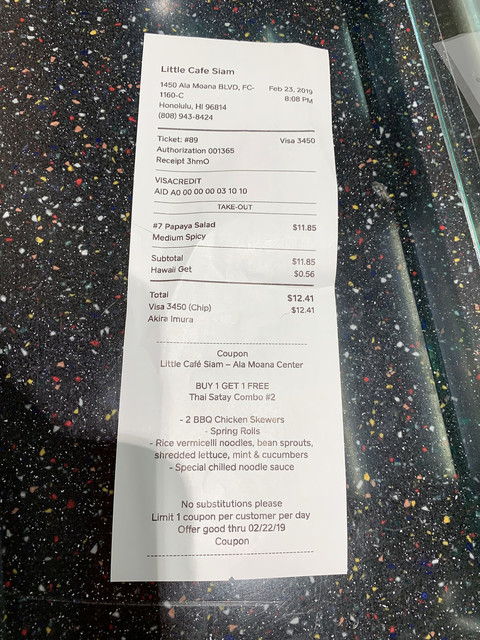 Little Cafe Siam
1450 Ala Moana BLVD, FC-
1160-C
Honolulu, HI 96814
(808) 943-8424
Feb 23, 2019
8:08 PM
Ticket: #89
Visa 3450
Authorization 001365
Receipt 3hmO
VISACREDIT
AID A0 00 00 00 03 10 10
TAKE-OUT
#7 Papaya Salad $11.85
Medium Spicy
Subtotal $11.85
Hawaii Get $0.56
Total $12.41
Visa 3450 (Chip) $12.41
Akira Imura
Coupon
Little Café Siam – Ala Moana Center
BUY 1 GET 1 FREE
Thai Satay Combo #2
- 2 BBQ Chicken Skewers
- Spring Rolls
- Rice vermicelli noodles, bean sprouts,
shredded lettuce, mint & cucumbers
- Special chilled noodle sauce
No substitutions please
Limit 1 coupon per customer per day
Offer good thru 02/22/19
Coupon